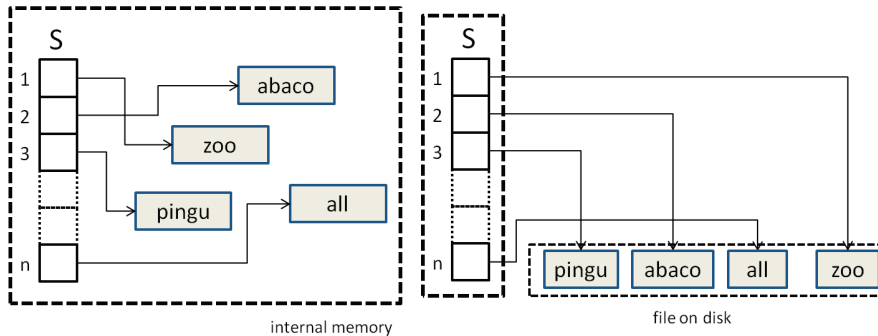 S
1
2
3
n
abaco
zoo
pingu
all
internal memory
S
1
2
3
n
pingu abaco all zoo
file on disk